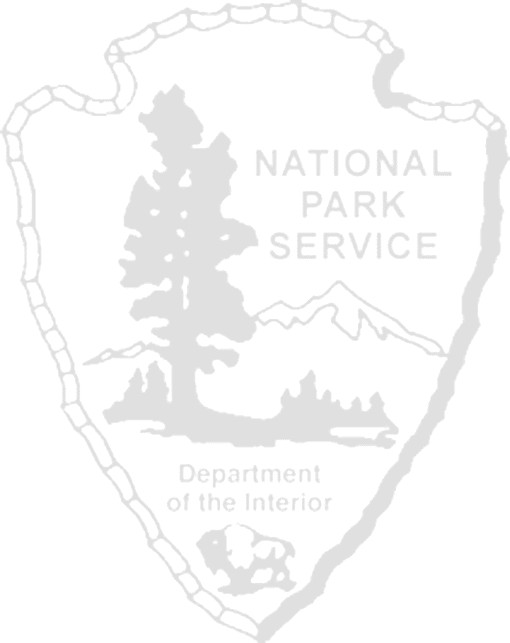 NATIONAL
PARK
SERVICE
Department
of the Interior